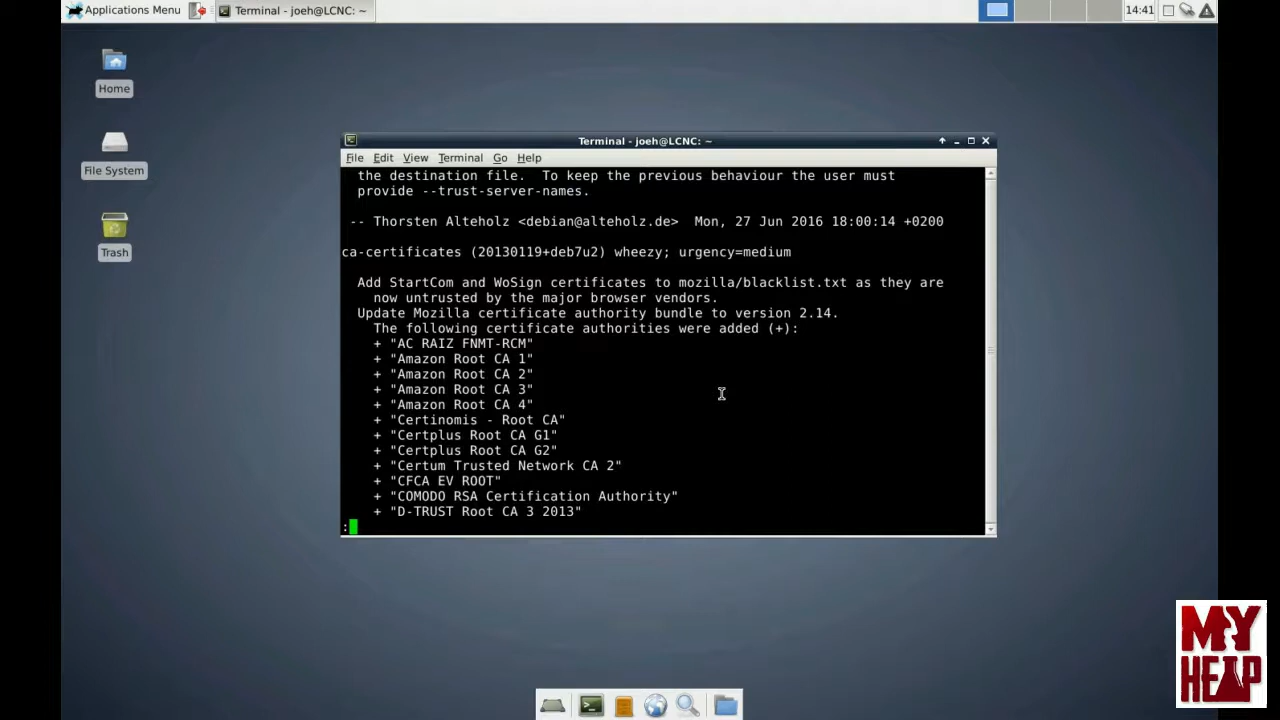 Applications Menu
Terminal - joeh@LCNC: ~
14:41
Home
File System
Trash
Terminal - joeh@LCNC: ~
File Edit View Terminal Go Help
the destination file.  To keep the previous behaviour the user must
provide --trust-server-names.
-- Thorsten Alteholz <debian@alteholz.de>  Mon, 27 Jun 2016 18:00:14 +0200
ca-certificates (20130119+deb7u2) wheezy; urgency=medium
Add StartCom and WoSign certificates to mozilla/blacklist.txt as they are
now untrusted by the major browser vendors.
Update Mozilla certificate authority bundle to version 2.14.
The following certificate authorities were added (+):
+ "AC RAIZ FNMT-RCM"
+ "Amazon Root CA 1"
+ "Amazon Root CA 2"
+ "Amazon Root CA 3"
+ "Amazon Root CA 4"
+ "Certinomis - Root CA"
+ "Certplus Root CA G1"
+ "Certplus Root CA G2"
+ "Certum Trusted Network CA 2"
+ "CFCA EV ROOT"
+ "COMODO RSA Certification Authority"
+ "D-TRUST Root CA 3 2013"
:
MY
HEAP